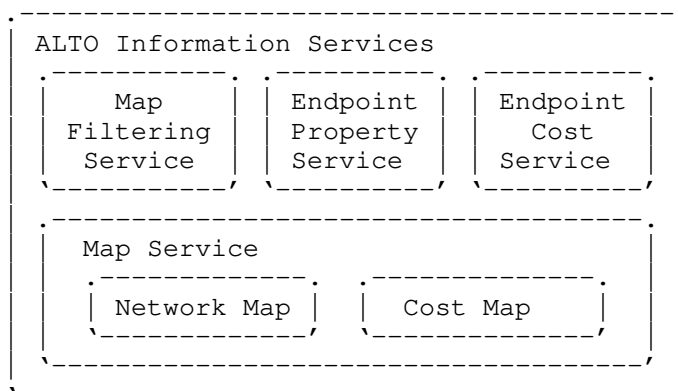 ALTO Information Services
Map Endpoint Endpoint
Filtering Property Cost
Service Service Service
Map Service
Network Map Cost Map